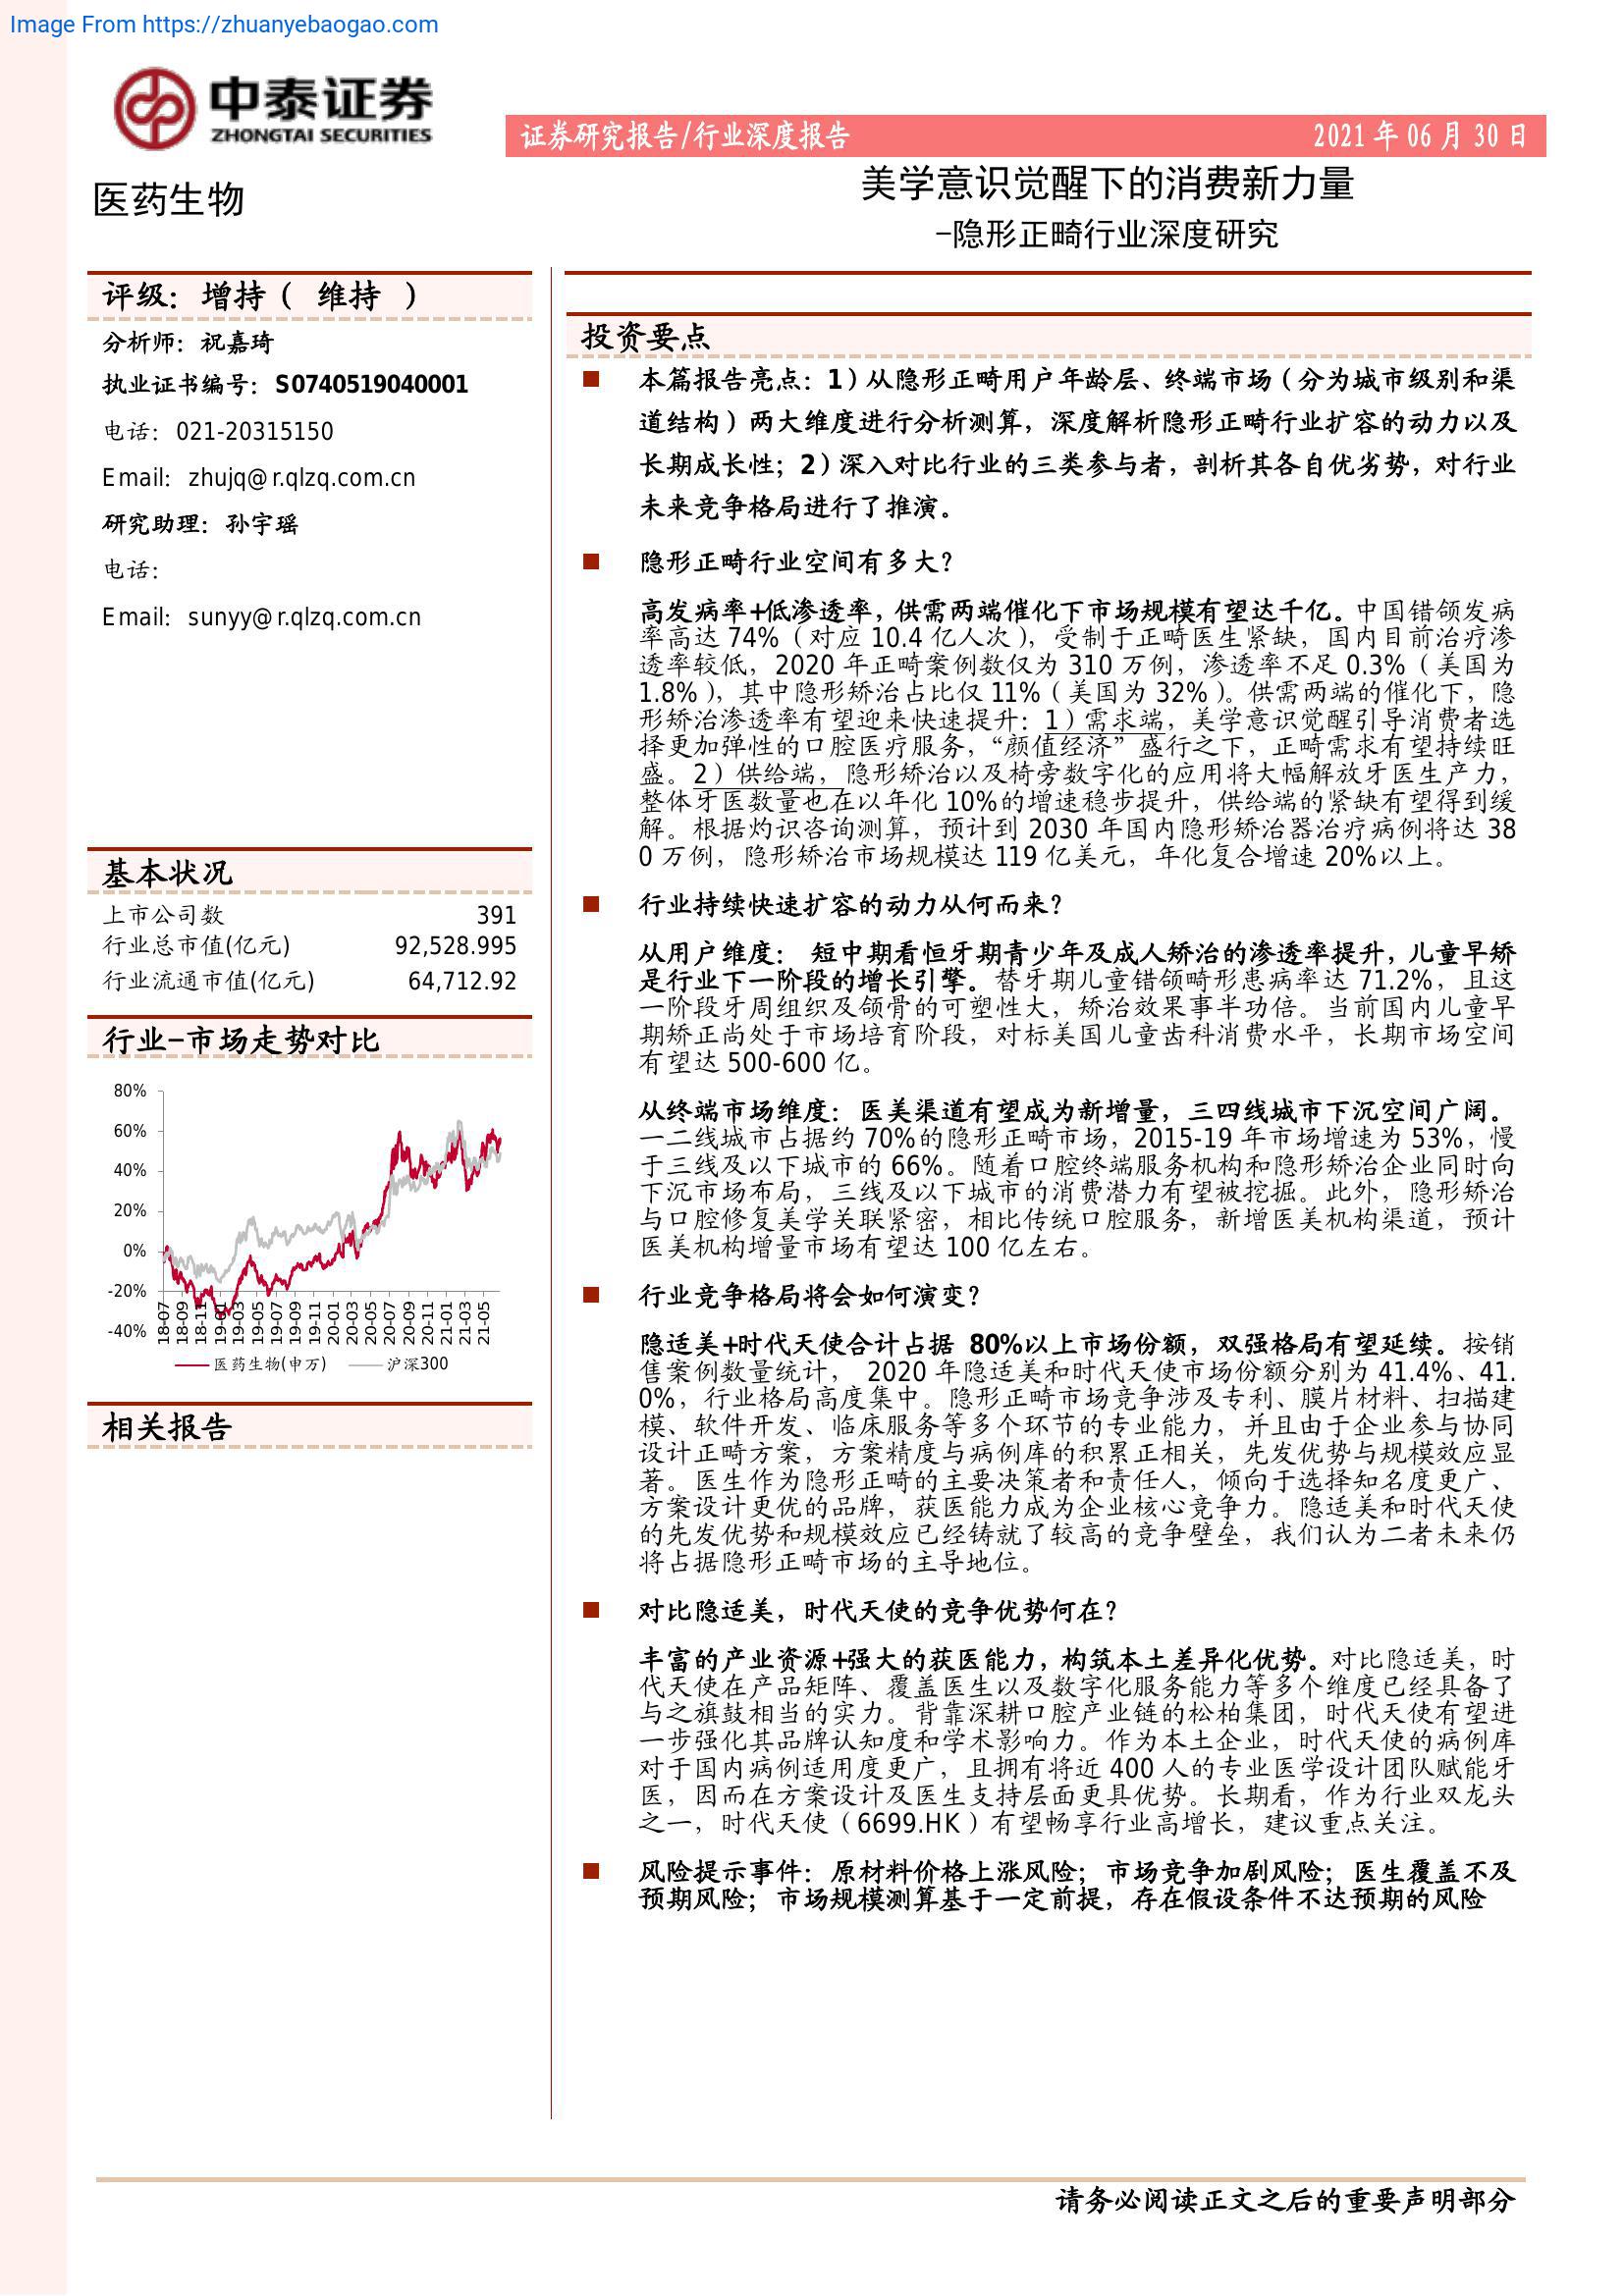 Image From https://zhuanyebaogao.com
中泰证券
ZHONGTAI SECURITIES
证券研究报告/行业深度报告
2021 年 06 月 30 日
医药生物
美学意识觉醒下的消费新力量
-隐形正畸行业深度研究
评级：增持（ 维持 ）
分析师：祝嘉琦
执业证书编号：S0740519040001
电话：021-20315150
Email：zhujq@r.qlzq.com.cn
研究助理：孙宇瑶
电话：
Email：sunyy@r.qlzq.com.cn
基本状况
上市公司数 391
行业总市值(亿元) 92,528.995
行业流通市值(亿元) 64,712.92
行业-市场走势对比
80%
60%
40%
20%
0%
-20%
-40%
18-07
18-09
18-11
19-01
19-03
19-05
19-07
19-09
19-11
20-01
20-03
20-05
20-07
20-09
20-11
21-01
21-03
21-05
医药生物(申万) 沪深300
相关报告
投资要点
本篇报告亮点：1）从隐形正畸用户年龄层、终端市场（分为城市级别和渠
道结构）两大维度进行分析测算，深度解析隐形正畸行业扩容的动力以及
长期成长性；2）深入对比行业的三类参与者，剖析其各自优劣势，对行业
未来竞争格局进行了推演。
隐形正畸行业空间有多大？
高发病率+低渗透率，供需两端催化下市场规模有望达千亿。中国错颌发病
率高达 74%（对应 10.4 亿人次），受制于正畸医生紧缺，国内目前治疗渗
透率较低，2020 年正畸案例数仅为 310 万例，渗透率不足 0.3%（美国为
1.8%），其中隐形矫治占比仅 11%（美国为 32%）。供需两端的催化下，隐
形矫治渗透率有望迎来快速提升：1）需求端，美学意识觉醒引导消费者选
择更加弹性的口腔医疗服务，“颜值经济”盛行之下，正畸需求有望持续旺
盛。2）供给端，隐形矫治以及椅旁数字化的应用将大幅解放牙医生产力，
整体牙医数量也在以年化 10%的增速稳步提升，供给端的紧缺有望得到缓
解。根据灼识咨询测算，预计到 2030 年国内隐形矫治器治疗病例将达 38
0 万例，隐形矫治市场规模达 119 亿美元，年化复合增速 20%以上。
行业持续快速扩容的动力从何而来？
从用户维度： 短中期看恒牙期青少年及成人矫治的渗透率提升，儿童早矫
是行业下一阶段的增长引擎。替牙期儿童错颌畸形患病率达 71.2%，且这
一阶段牙周组织及颌骨的可塑性大，矫治效果事半功倍。当前国内儿童早
期矫正尚处于市场培育阶段，对标美国儿童齿科消费水平，长期市场空间
有望达 500-600 亿。
从终端市场维度：医美渠道有望成为新增量，三四线城市下沉空间广阔。
一二线城市占据约 70%的隐形正畸市场，2015-19 年市场增速为 53%，慢
于三线及以下城市的 66%。随着口腔终端服务机构和隐形矫治企业同时向
下沉市场布局，三线及以下城市的消费潜力有望被挖掘。此外，隐形矫治
与口腔修复美学关联紧密，相比传统口腔服务，新增医美机构渠道，预计
医美机构增量市场有望达 100 亿左右。
行业竞争格局将会如何演变？
隐适美+时代天使合计占据 80%以上市场份额，双强格局有望延续。按销
售案例数量统计， 2020 年隐适美和时代天使市场份额分别为 41.4%、41.
0%，行业格局高度集中。隐形正畸市场竞争涉及专利、膜片材料、扫描建
模、软件开发、临床服务等多个环节的专业能力，并且由于企业参与协同
设计正畸方案，方案精度与病例库的积累正相关，先发优势与规模效应显
著。医生作为隐形正畸的主要决策者和责任人，倾向于选择知名度更广、
方案设计更优的品牌，获医能力成为企业核心竞争力。隐适美和时代天使
的先发优势和规模效应已经铸就了较高的竞争壁垒，我们认为二者未来仍
将占据隐形正畸市场的主导地位。
对比隐适美，时代天使的竞争优势何在？
丰富的产业资源+强大的获医能力，构筑本土差异化优势。对比隐适美，时
代天使在产品矩阵、覆盖医生以及数字化服务能力等多个维度已经具备了
与之旗鼓相当的实力。背靠深耕口腔产业链的松柏集团，时代天使有望进
一步强化其品牌认知度和学术影响力。作为本土企业，时代天使的病例库
对于国内病例适用度更广，且拥有将近 400 人的专业医学设计团队赋能牙
医，因而在方案设计及医生支持层面更具优势。长期看，作为行业双龙头
之一，时代天使（6699.HK）有望畅享行业高增长，建议重点关注。
风险提示事件：原材料价格上涨风险；市场竞争加剧风险；医生覆盖不及
预期风险；市场规模测算基于一定前提，存在假设条件不达预期的风险
请务必阅读正文之后的重要声明部分